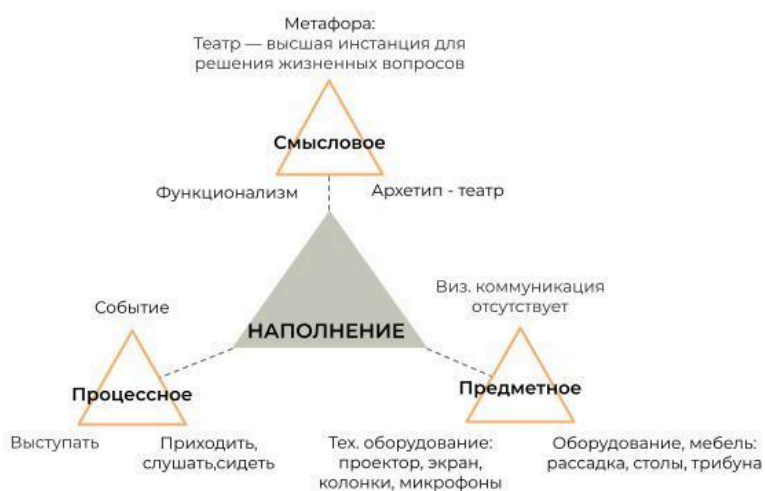 Метафора:
Театр — высшая инстанция для
решения жизненных вопросов
Смысловое
Функционализм
Архетип - театр
НАПОЛНЕНИЕ
Событие
Процессное
Выступать
Приходить,
слушать,сидеть
Виз. коммуникация
отсутствует
Предметное
Тех. оборудование:
проектор, экран,
колонки, микрофоны
Оборудование, мебель:
рассадка, столы, трибуна